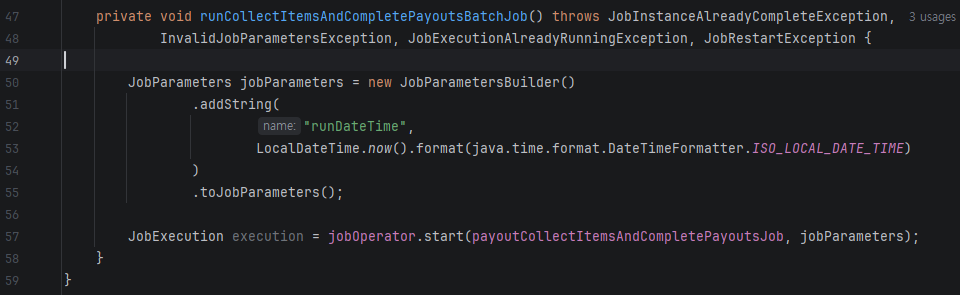 47 private void runCollectItemsAndCompletePayoutsBatchJob() throws JobInstanceAlreadyCompleteException, 3 usages
48 InvalidJobParametersException, JobExecutionAlreadyRunningException, JobRestartException {
49
50 JobParameters jobParameters = new JobParametersBuilder()
51 .addString(
52 name: "runDateTime",
53 LocalDateTime.now().format(java.time.format.DateTimeFormatter.ISO_LOCAL_DATE_TIME)
54 )
55 .toJobParameters();
56
57 JobExecution execution = jobOperator.start(payoutCollectItemsAndCompletePayoutsJob, jobParameters);
58 }
59 }